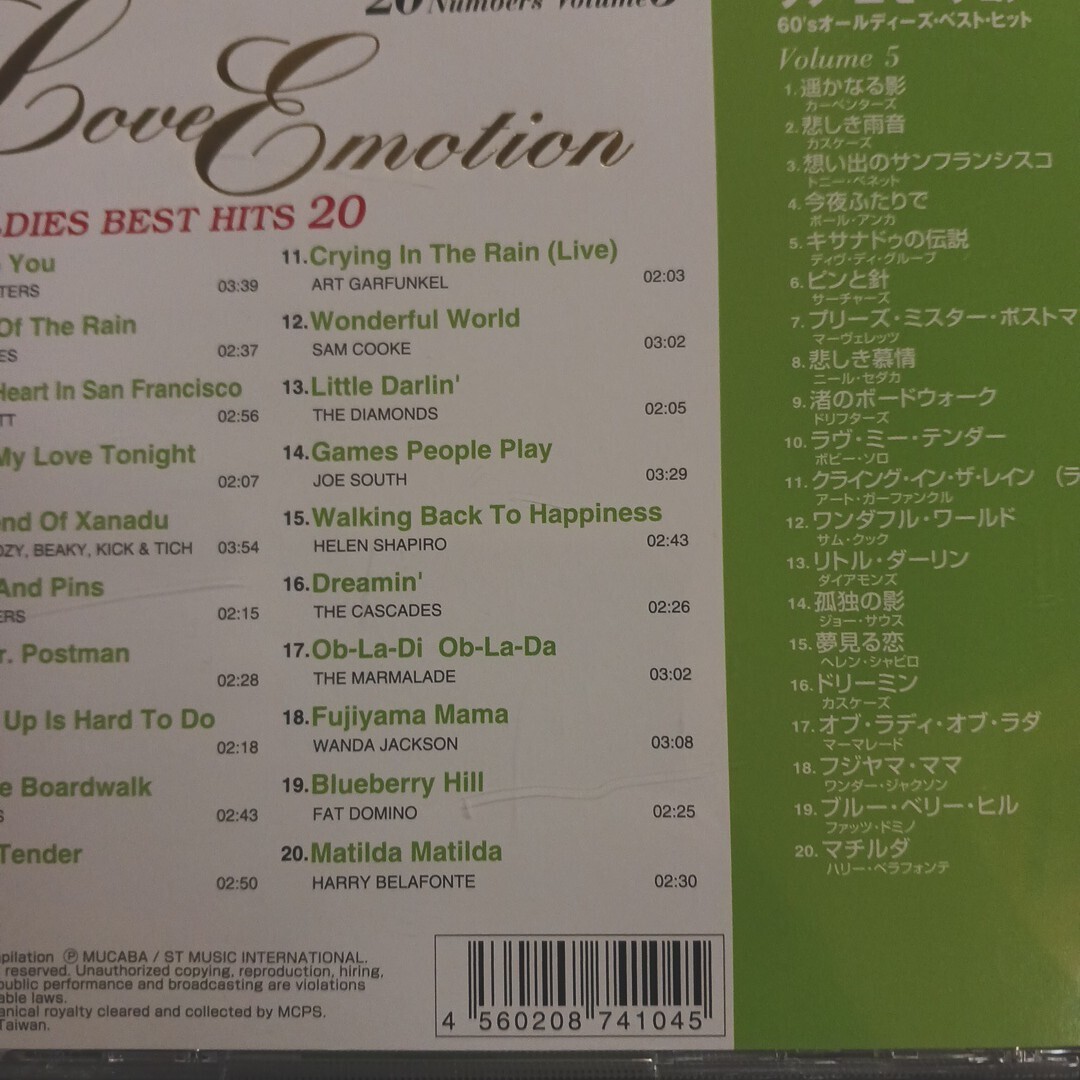 20 Numbers Volume 5
Love Emotion
DIES BEST HITS 20
You
TERS 03:39
Of The Rain
ES 02:37
Heart In San Francisco
TT 02:56
My Love Tonight
02:07
end Of Xanadu
OZY, BEAKY, KICK & TICH 03:54
And Pins
ERS 02:15
r. Postman
02:28
Up Is Hard To Do
02:18
e Boardwalk
S 02:43
Tender
02:50
11.Crying In The Rain (Live)
ART GARFUNKEL 02:03
12.Wonderful World
SAM COOKE 03:02
13.Little Darlin'
THE DIAMONDS 02:05
14.Games People Play
JOE SOUTH 03:29
15.Walking Back To Happiness
HELEN SHAPIRO 02:43
16.Dreamin'
THE CASCADES 02:26
17.Ob-La-Di Ob-La-Da
THE MARMALADE 03:02
18.Fujiyama Mama
WANDA JACKSON 03:08
19.Blueberry Hill
FAT DOMINO 02:25
20.Matilda Matilda
HARRY BELAFONTE 02:30
pilation Ⓟ MUCABA / ST MUSIC INTERNATIONAL.
reserved. Unauthorized copying, reproduction, hiring,
public performance and broadcasting are violations
able laws.
anical royalty cleared and collected by MCPS.
Taiwan.
4 560208 741045
60'sオールディーズ・ベスト・ヒット
Volume 5
1.遥かなる影
カーペンターズ
2.悲しき雨音
カスケーズ
3.想い出のサンフランシスコ
トニー・ベネット
4.今夜ふたりで
ポール・アンカ
5.キサナドゥの伝説
ディヴ・ディ・グループ
6.ピンと針
サーチャーズ
7.プリーズ・ミスター・ポストマ
マーヴェレッツ
8.悲しき慕情
ニール・セダカ
9.渚のボードウォーク
ドリフターズ
10.ラヴ・ミー・テンダー
ボビー・ソロ
11.クライング・イン・ザ・レイン (ラ
アート・ガーファンクル
12.ワンダフル・ワールド
サム・クック
13.リトル・ダーリン
ダイアモンズ
14.孤独の影
ジョー・サウス
15.夢見る恋
ヘレン・シャピロ
16.ドリーミン
カスケーズ
17.オブ・ラディ・オブ・ラダ
マーマレード
18.フジヤマ・ママ
ワンダー・ジャクソン
19.ブルー・ベリー・ヒル
ファッツ・ドミノ
20.マチルダ
ハリー・ベラフォンテ